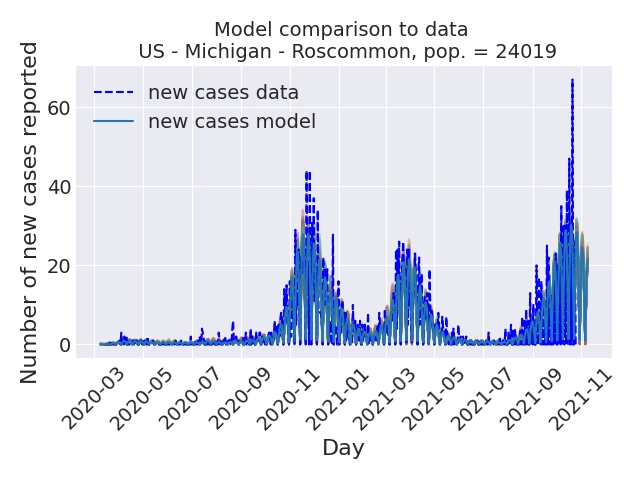 Model comparison to data
US - Michigan - Roscommon, pop. = 24019
Number of new cases reported
60
40
20
0
new cases data
new cases model
2020-03
2020-05
2020-07
2020-09
2020-11
2021-01
2021-03
2021-05
2021-07
2021-09
2021-11
Day